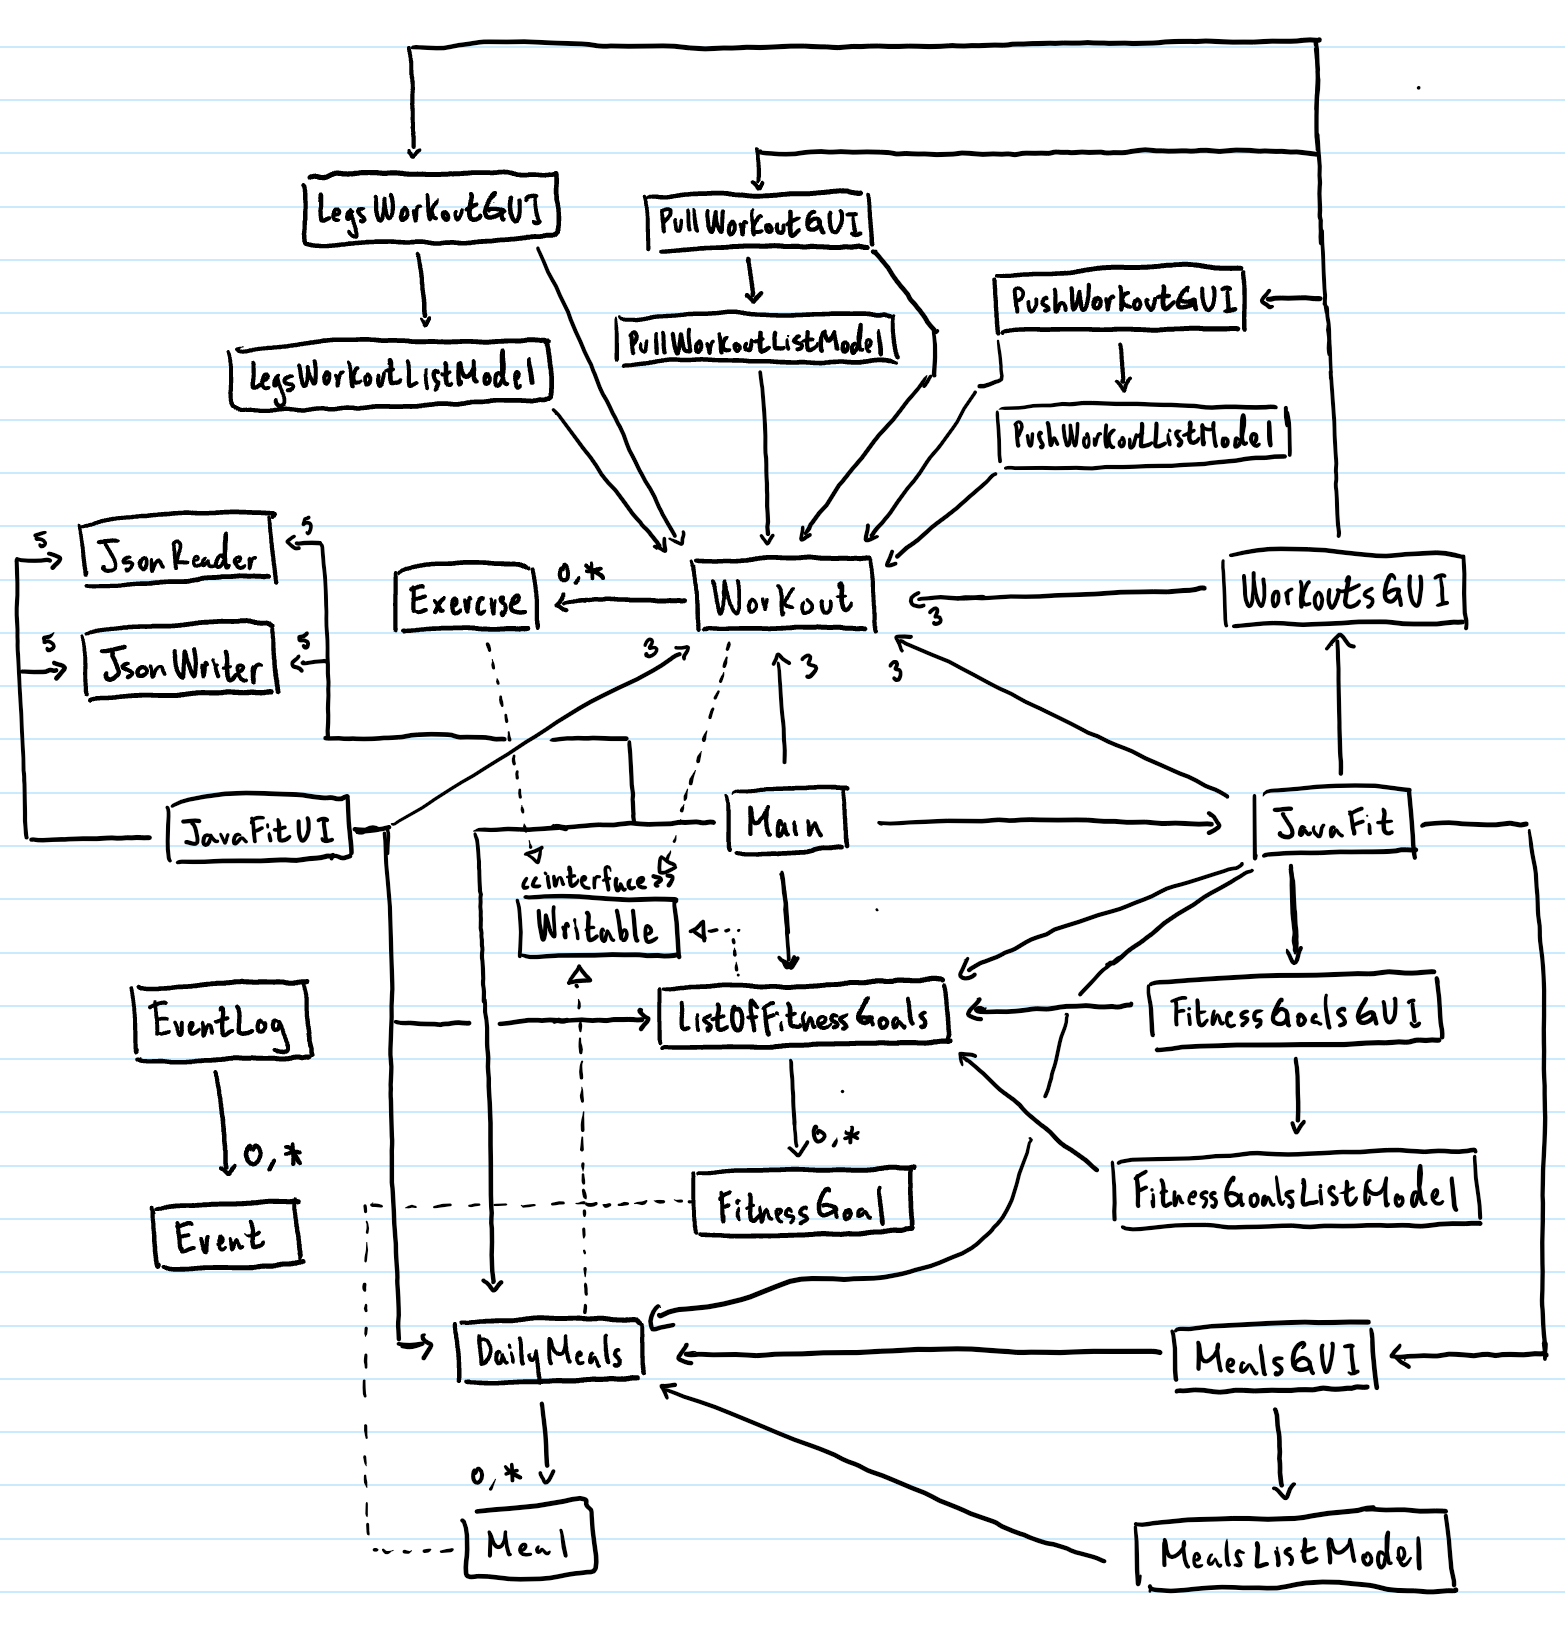 LegsWorkoutGUI
PullWorkoutGUI
PushWorkoutGUI
PullWorkoutListModel
LegsWorkoutListModel
PushWorkoutListModel
5
JsonReader
5
Exercise
0,*
Workout
3
WorkoutsGUI
5
JsonWriter
5
3
3
3
JavaFitUI
Main
JavaFit
<<interface>>
Writable
EventLog
ListOfFitnessGoals
FitnessGoalsGUI
0,*
0,*
Event
FitnessGoal
FitnessGoalsListModel
DailyMeals
MealsGUI
0,*
Meal
MealsListModel